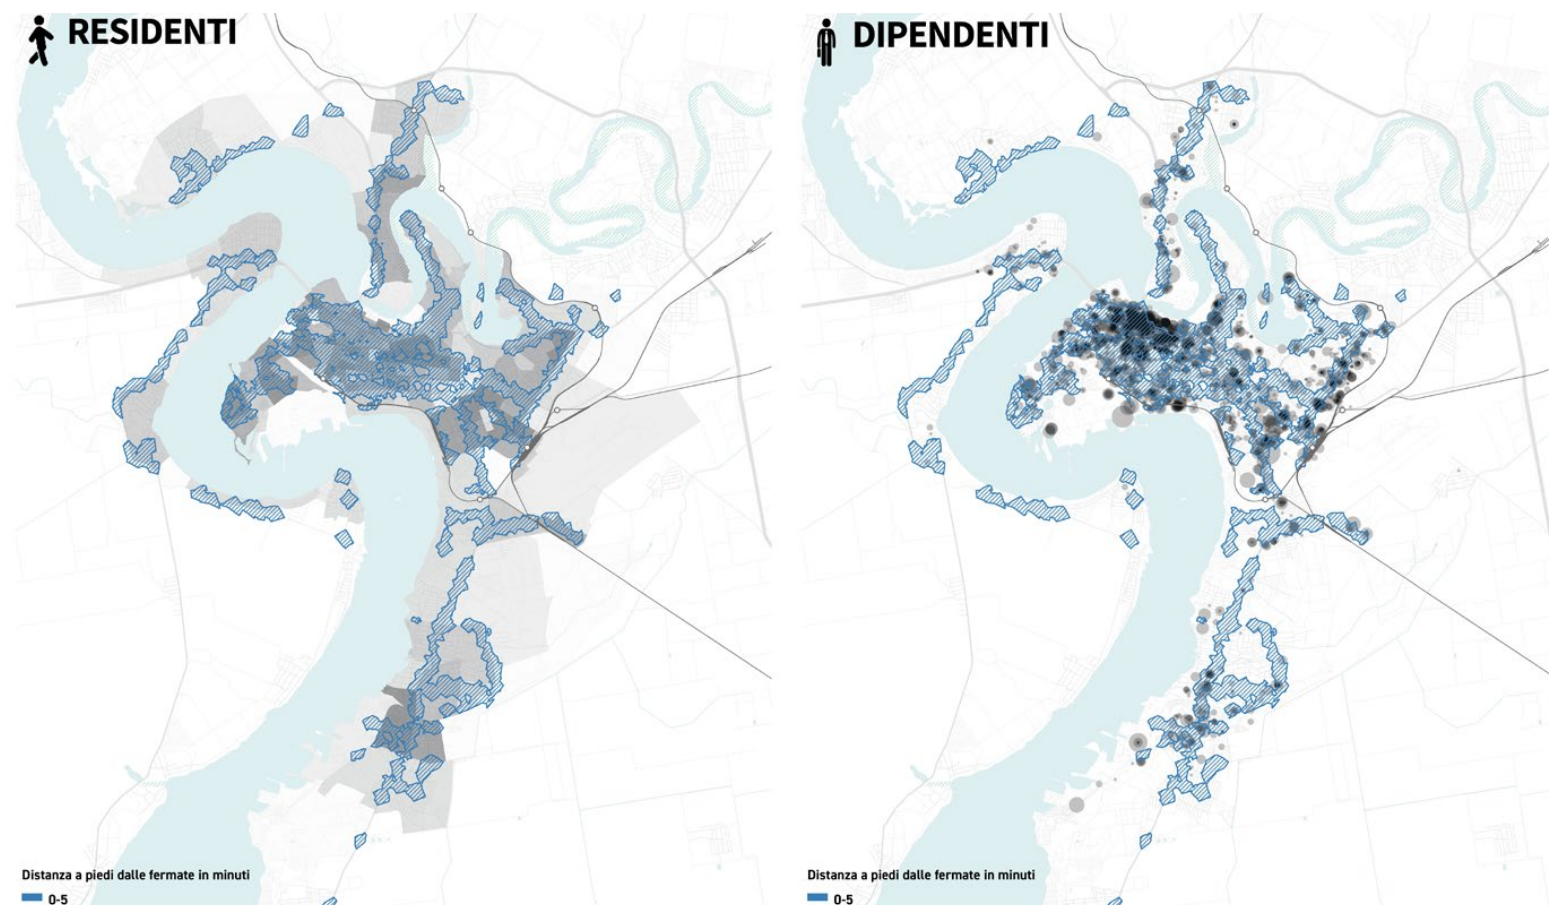 RESIDENTI
DIPENDENTI
Distanza a piedi dalle fermate in minuti
0-5
Distanza a piedi dalle fermate in minuti
0-5